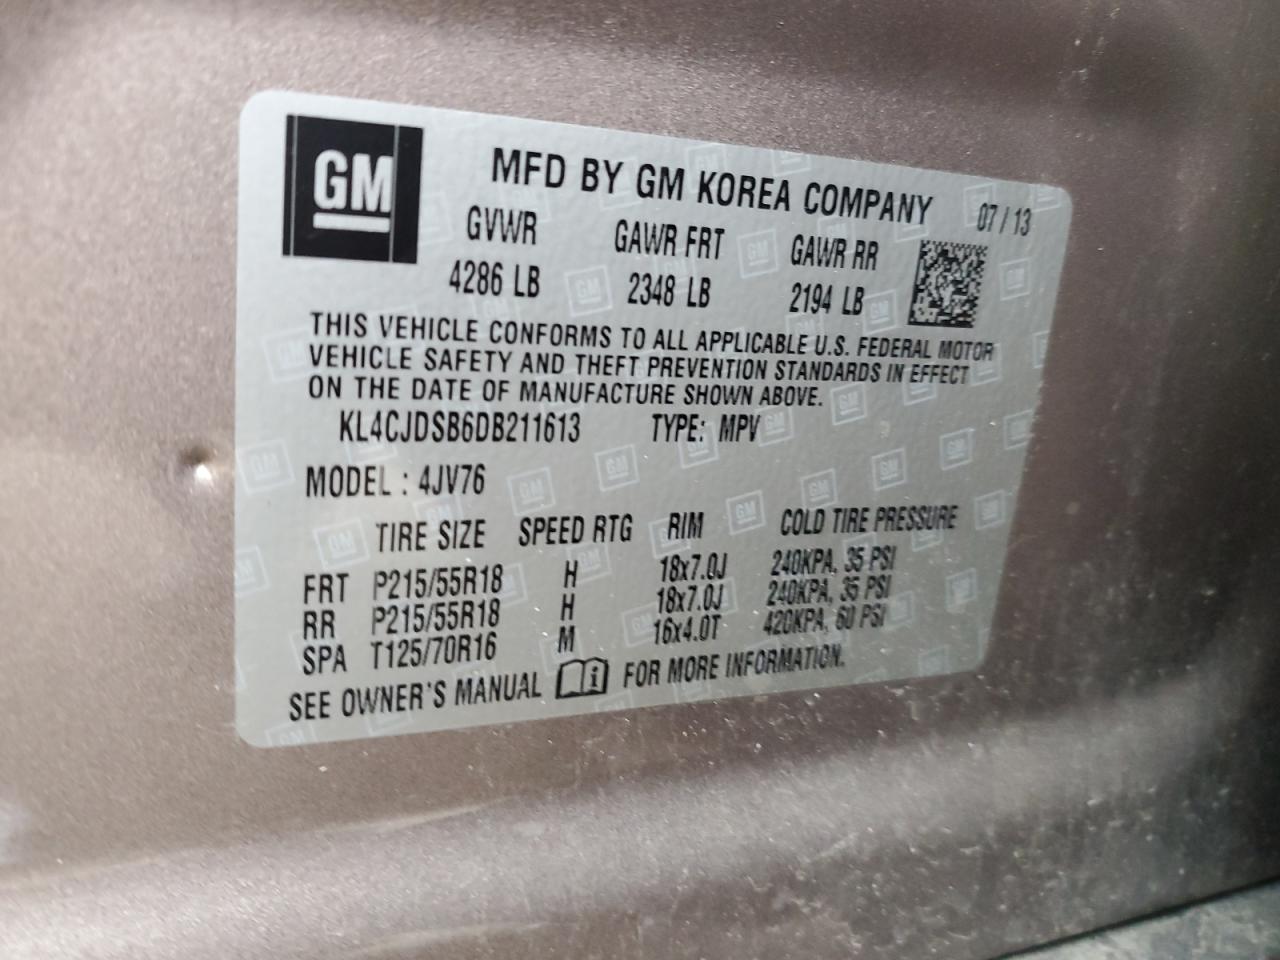 GM
MFD BY GM KOREA COMPANY 07/13
GVWR GAWR FRT GAWR RR
4286 LB 2348 LB 2194 LB
THIS VEHICLE CONFORMS TO ALL APPLICABLE U.S. FEDERAL MOTOR
VEHICLE SAFETY AND THEFT PREVENTION STANDARDS IN EFFECT
ON THE DATE OF MANUFACTURE SHOWN ABOVE.
KL4CJDSB6DB211613 TYPE: MPV
MODEL : 4JV76
TIRE SIZE SPEED RTG RIM COLD TIRE PRESSURE
FRT P215/55R18 H 18x7.0J 240KPA, 35 PSI
RR P215/55R18 H 18x7.0J 240KPA, 35 PSI
SPA T125/70R16 M 16x4.0T 420KPA, 60 PSI
SEE OWNER'S MANUAL i FOR MORE INFORMATION.